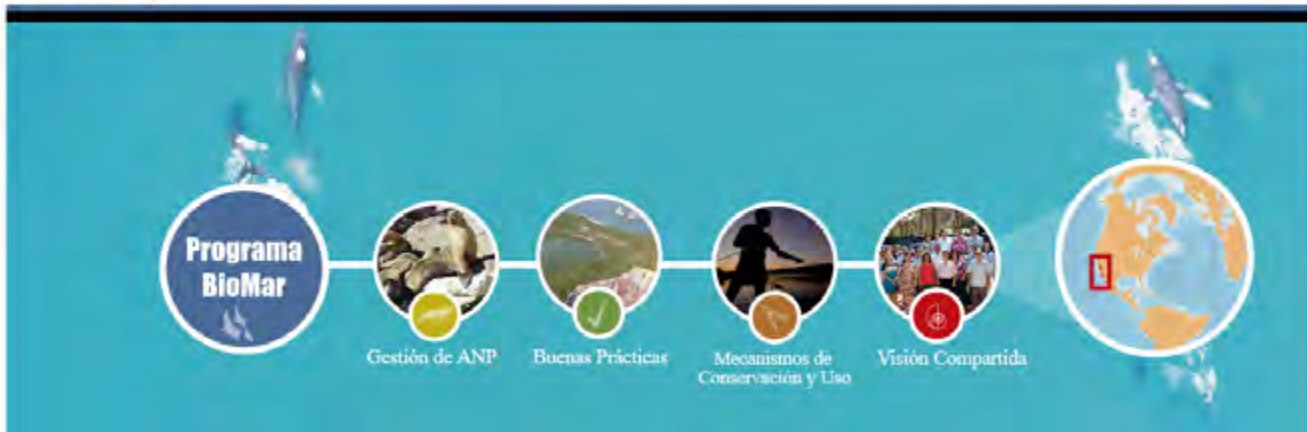 Programa
BioMar
Gestión de ANP
Buenas Prácticas
Mecanismos de
Conservación y Uso
Visión Compartida